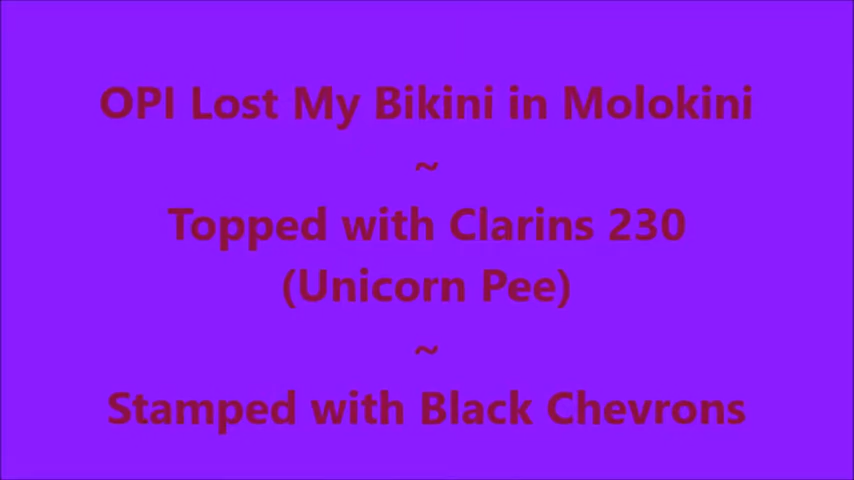 OPI Lost My Bikini in Molokini
~
Topped with Clarins 230
(Unicorn Pee)
~
Stamped with Black Chevrons